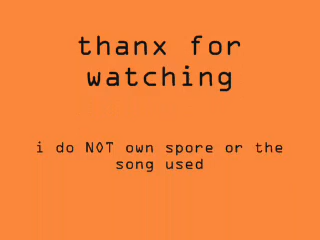 thanx for
watching
i do NOT own spore or the
song used